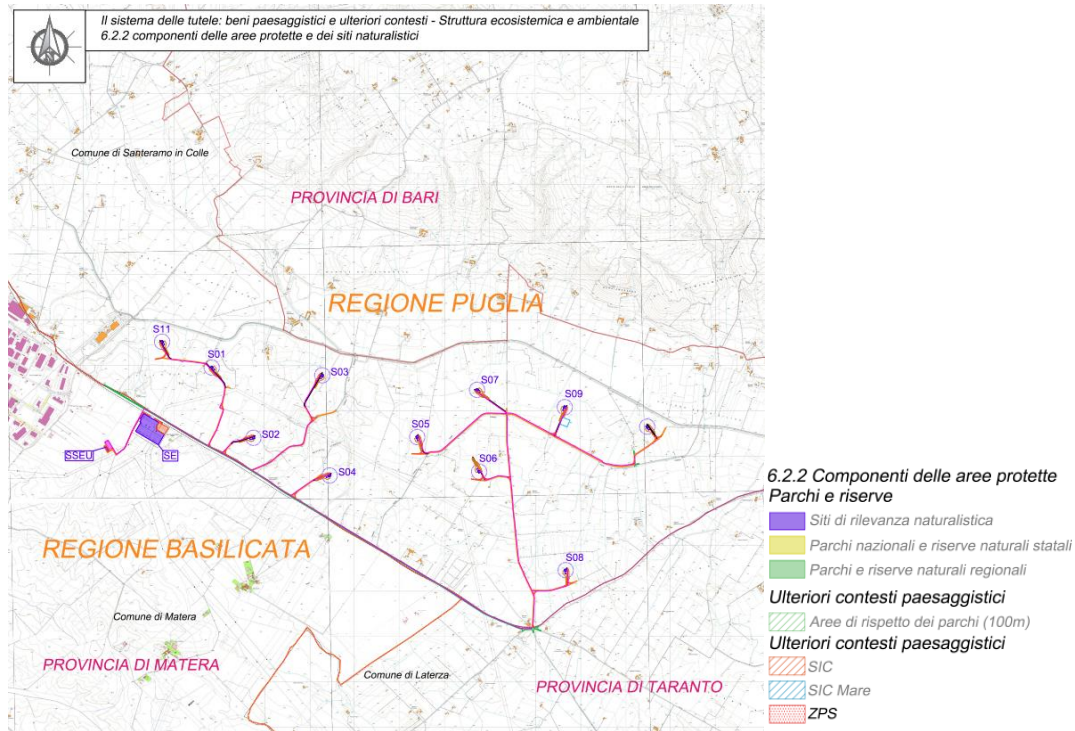 Il sistema delle tutele: beni paesaggistici e ulteriori contesti - Struttura ecosistemica e ambientale
6.2.2 componenti delle aree protette e dei siti naturalistici
Comune di Santeramo in Colle
PROVINCIA DI BARI
REGIONE PUGLIA
S11
S01
S03
S07
S09
S05
S02
S06
S04
SSEU
SE
REGIONE BASILICATA
S08
Comune di Matera
PROVINCIA DI MATERA
Comune di Laterza
PROVINCIA DI TARANTO
6.2.2 Componenti delle aree protette
Parchi e riserve
Siti di rilevanza naturalistica
Parchi nazionali e riserve naturali statali
Parchi e riserve naturali regionali
Ulteriori contesti paesaggistici
Aree di rispetto dei parchi (100m)
Ulteriori contesti paesaggistici
SIC
SIC Mare
ZPS